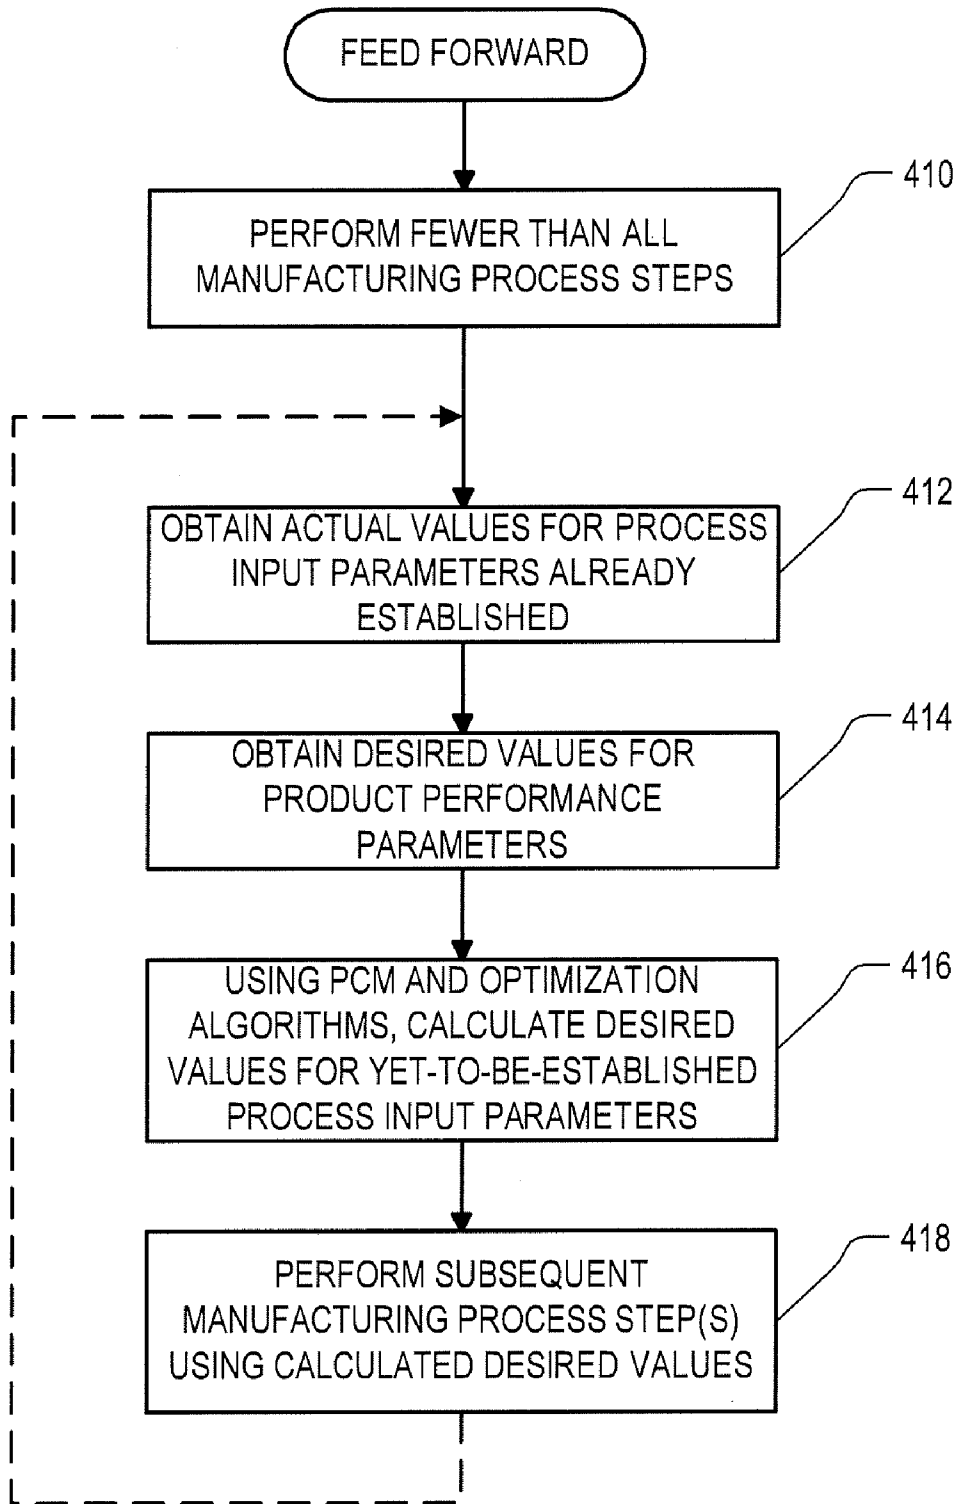 FEED FORWARD
410
PERFORM FEWER THAN ALL
MANUFACTURING PROCESS STEPS
412
OBTAIN ACTUAL VALUES FOR PROCESS
INPUT PARAMETERS ALREADY
ESTABLISHED
414
OBTAIN DESIRED VALUES FOR
PRODUCT PERFORMANCE
PARAMETERS
416
USING PCM AND OPTIMIZATION
ALGORITHMS, CALCULATE DESIRED
VALUES FOR YET-TO-BE-ESTABLISHED
PROCESS INPUT PARAMETERS
418
PERFORM SUBSEQUENT
MANUFACTURING PROCESS STEP(S)
USING CALCULATED DESIRED VALUES